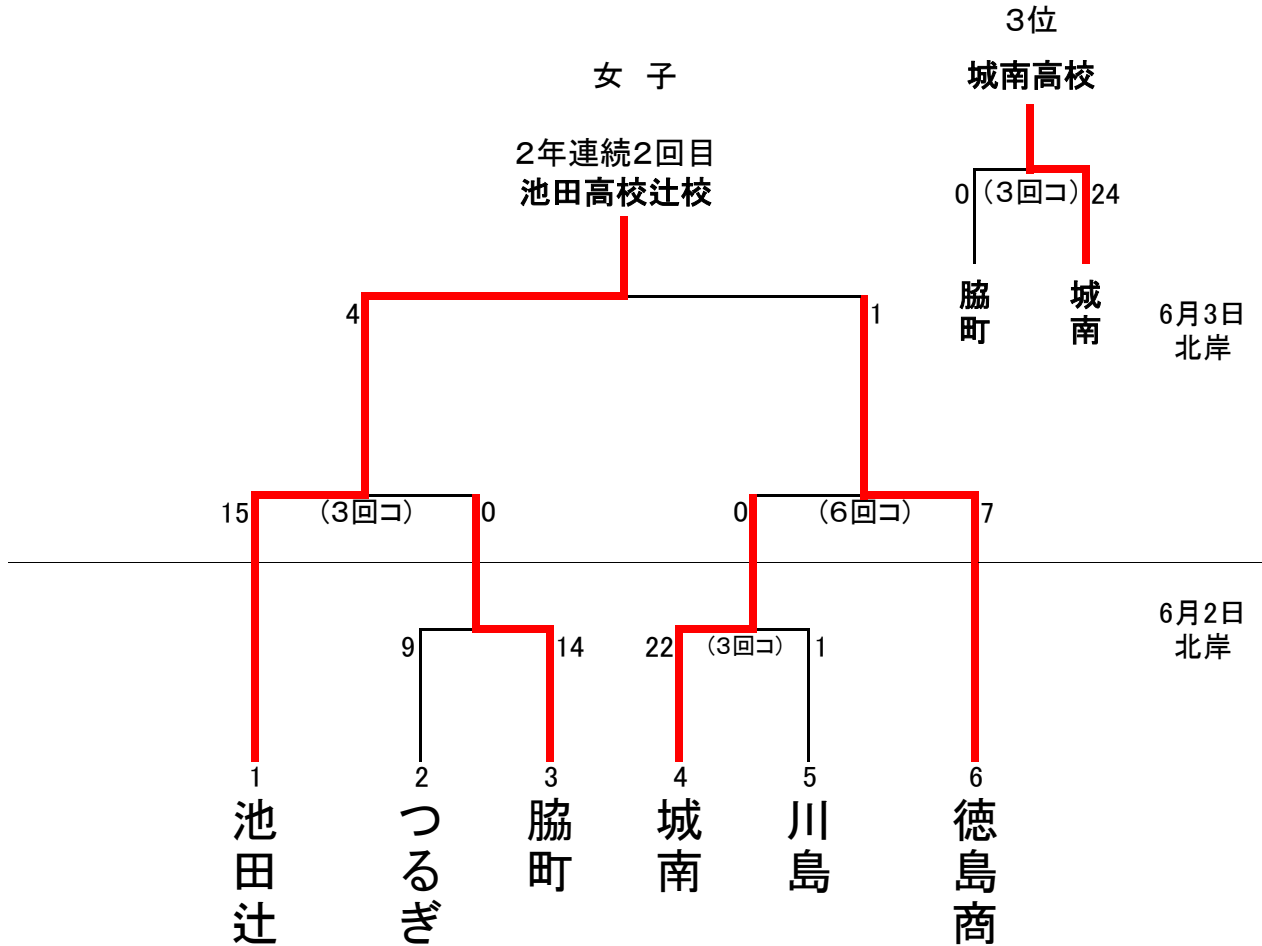 3位
女 子
城南高校
2年連続2回目
池田高校辻校
0
(3回コ)
24
脇町
城南
6月3日
北岸
4
1
15
(3回コ)
0
0
(6回コ)
7
6月2日
北岸
9
14
22
(3回コ)
1
1
2
3
4
5
6
池田辻
つるぎ
脇町
城南
川島
徳島商